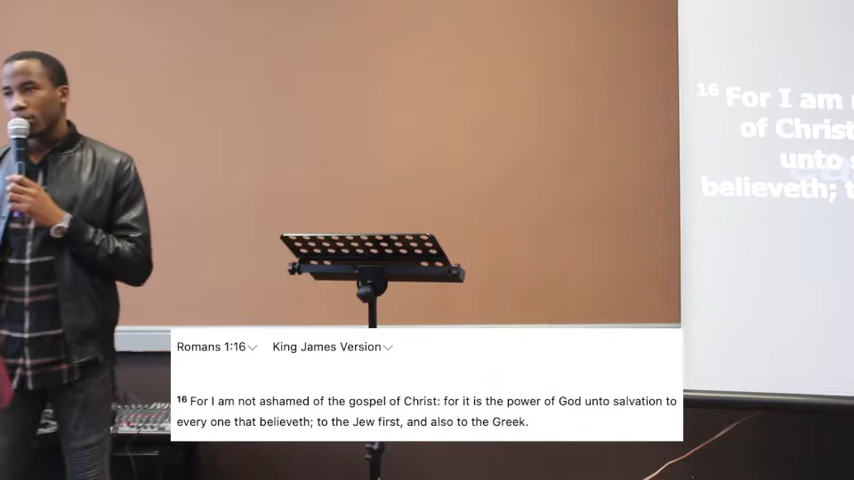 16 For I am
of Christ
unto
believeth;
Romans 1:16 King James Version
16 For I am not ashamed of the gospel of Christ: for it is the power of God unto salvation to
every one that believeth; to the Jew first, and also to the Greek.